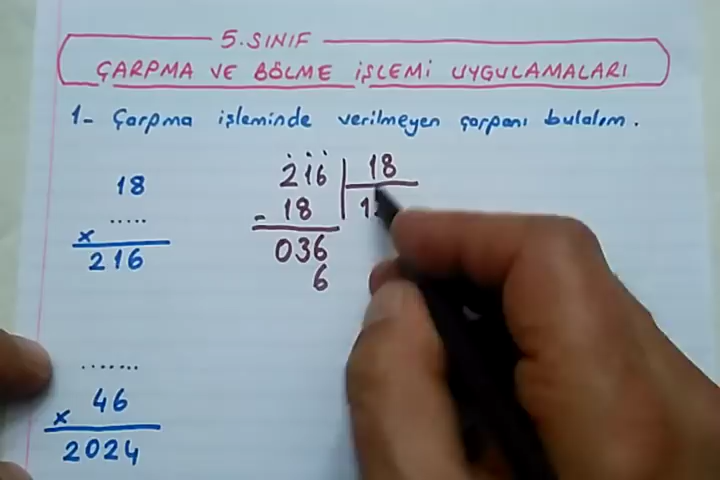 5. SINIF
ÇARPMA VE BÖLME İŞLEMİ UYGULAMALARI
1- Çarpma işleminde verilmeyen çarpanı bulalım.
18
.....
x
216
216 18
- 18
036
6
.......
x 46
2024